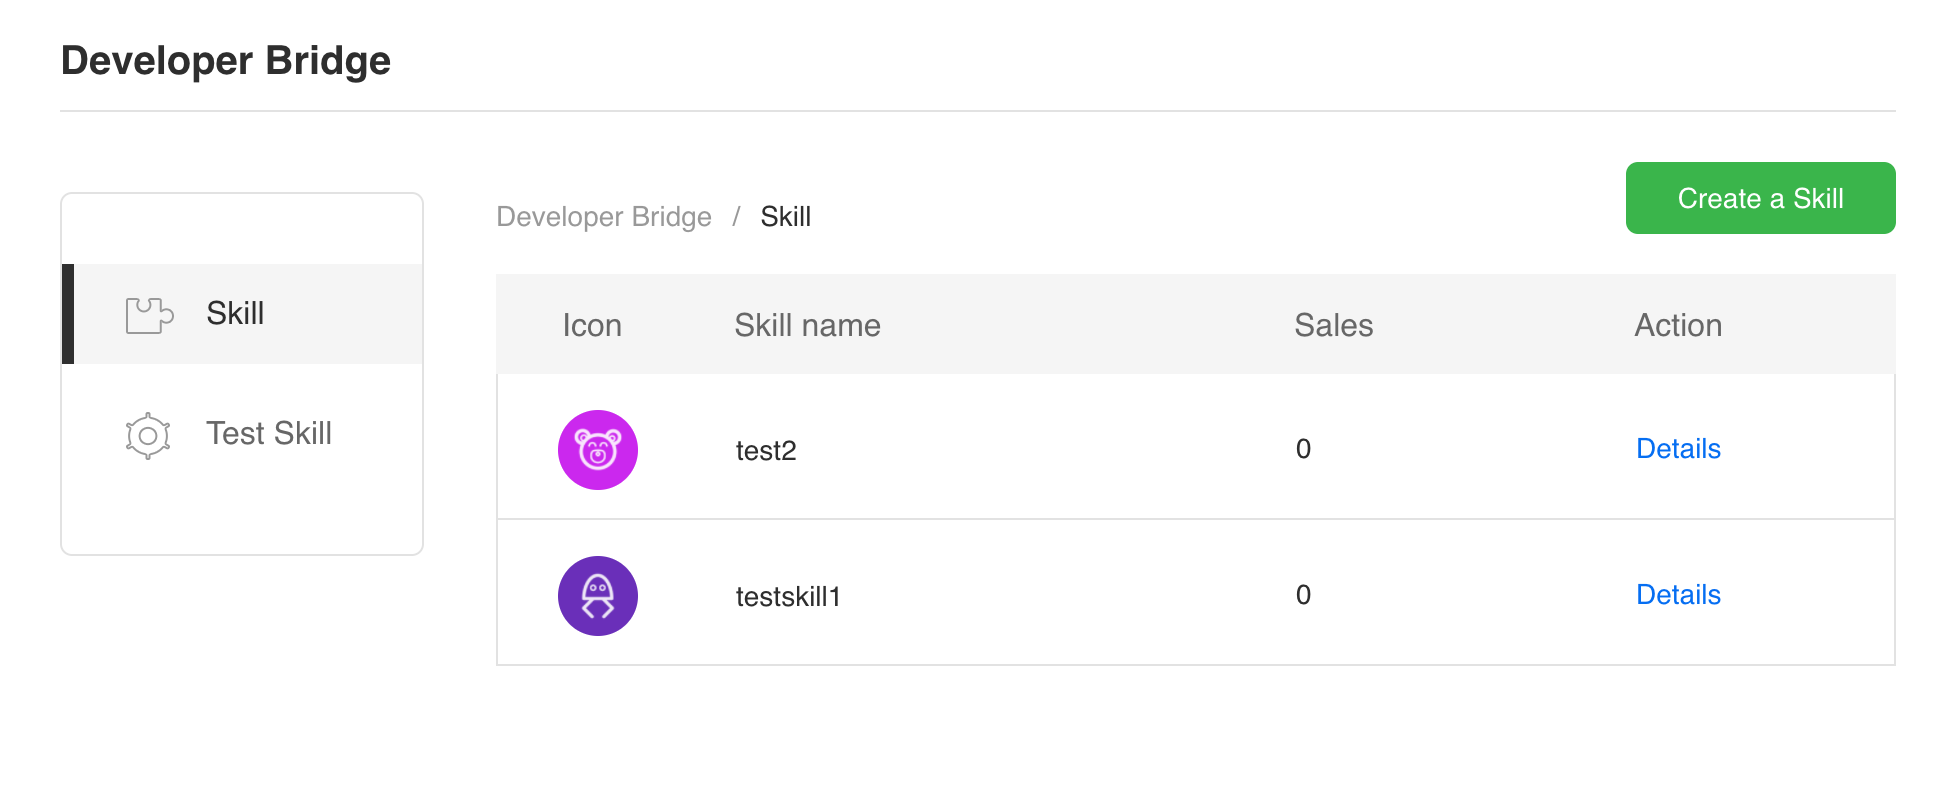 Developer Bridge
Skill
Test Skill
Developer Bridge / Skill
Create a Skill
Icon Skill name Sales Action
test2 0 Details
testskill1 0 Details